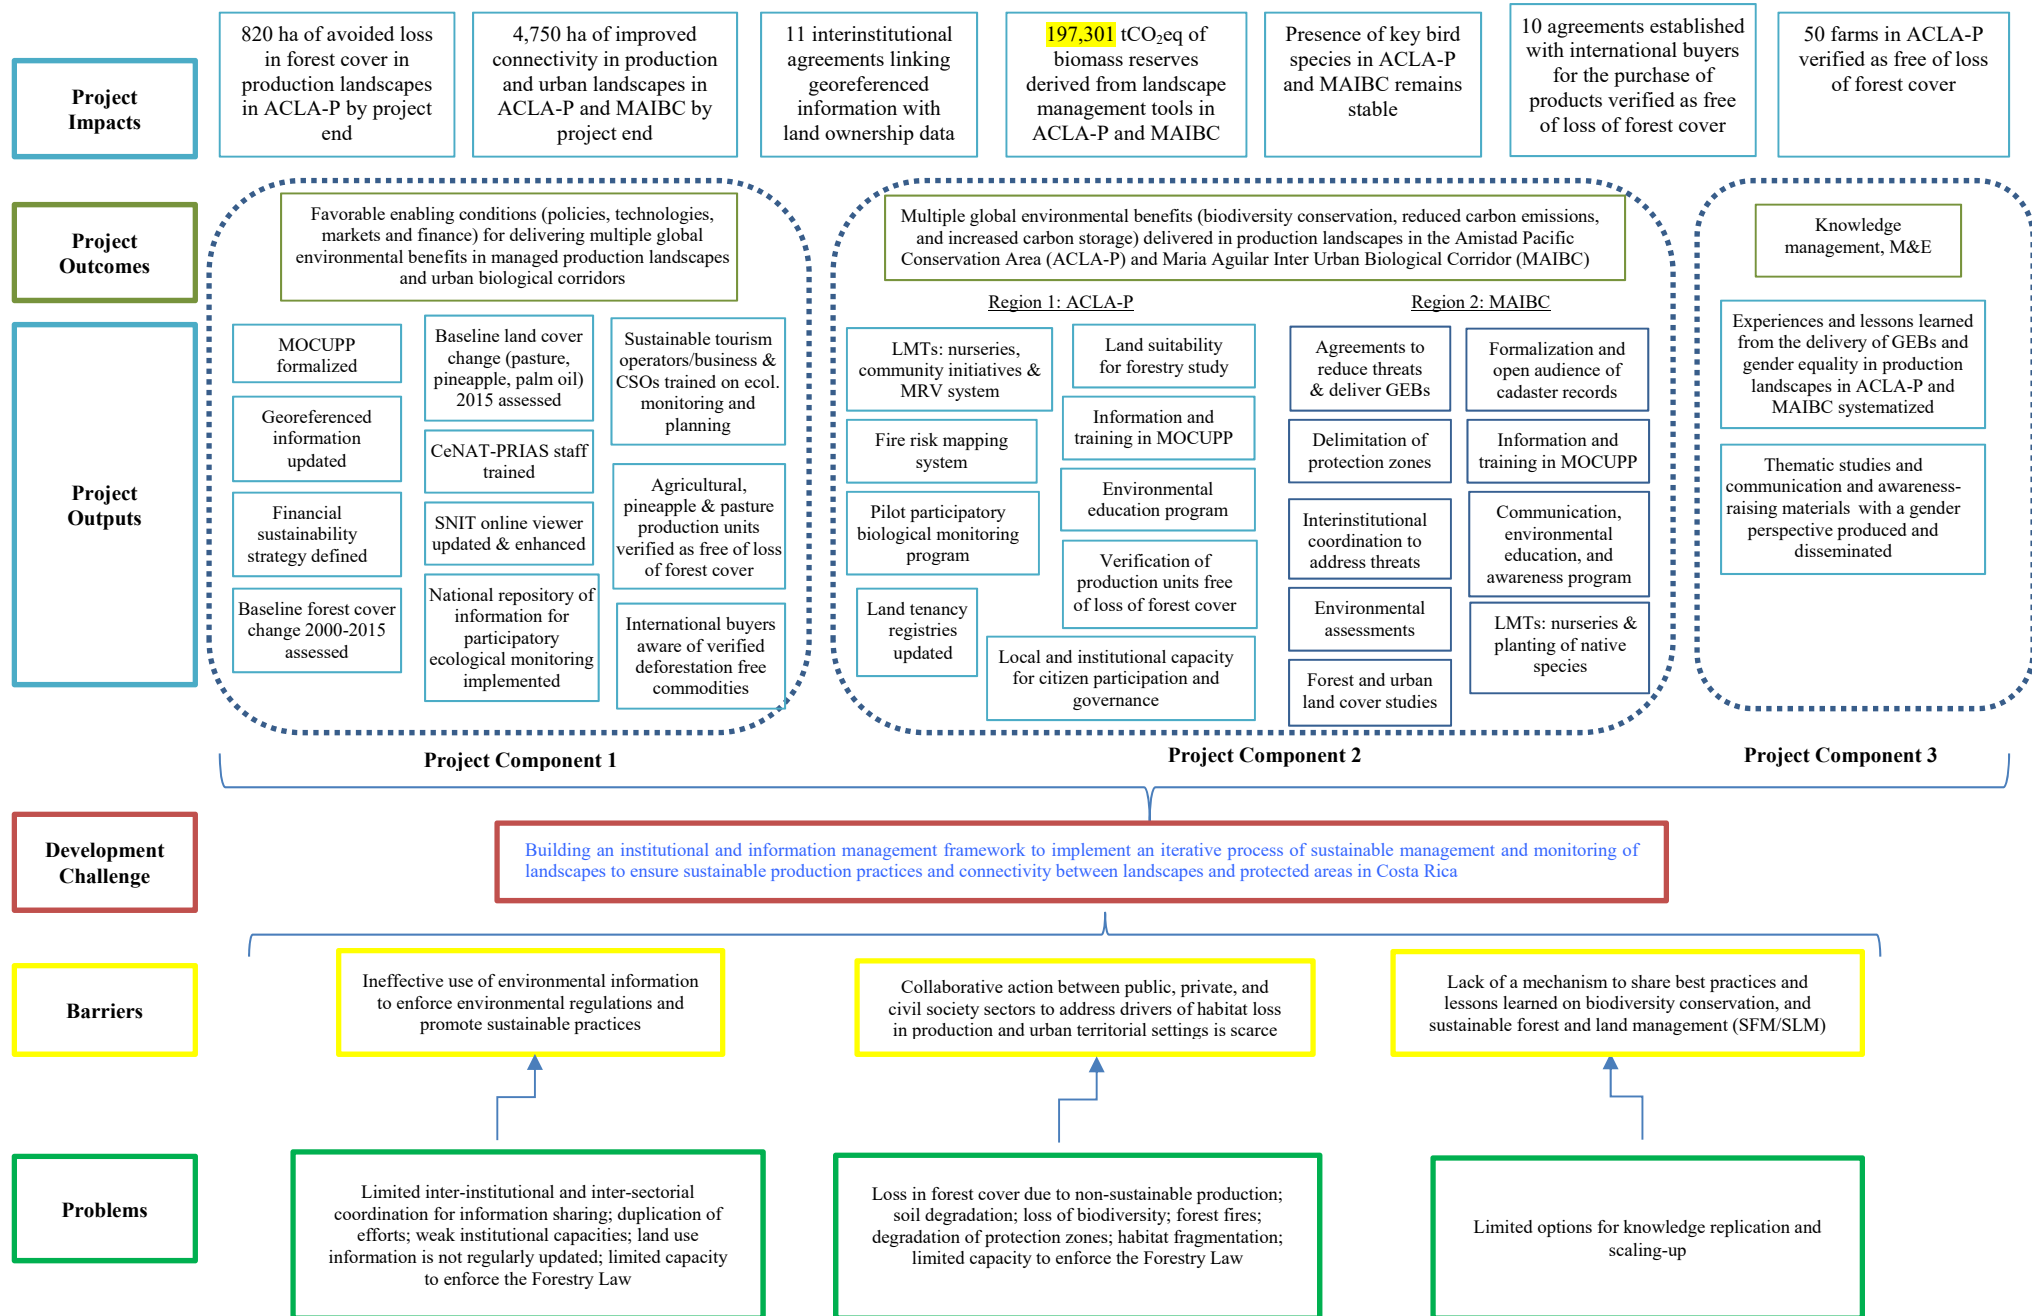 Project
Impacts
820 ha of avoided loss
in forest cover in
production landscapes
in ACLA-P by project
end
4,750 ha of improved
connectivity in production
and urban landscapes in
ACLA-P and MAIBC by
project end
11 interinstitutional
agreements linking
georeferenced
information with
land ownership data
197,301 tCO₂eq of
biomass reserves
derived from landscape
management tools in
ACLA-P and MAIBC
Presence of key bird
species in ACLA-P
and MAIBC remains
stable
10 agreements established
with international buyers
for the purchase of
products verified as free
of loss of forest cover
50 farms in ACLA-P
verified as free of loss
of forest cover
Project
Outcomes
Favorable enabling conditions (policies, technologies,
markets and finance) for delivering multiple global
environmental benefits in managed production landscapes
and urban biological corridors
Multiple global environmental benefits (biodiversity conservation, reduced carbon emissions,
and increased carbon storage) delivered in production landscapes in the Amistad Pacific
Conservation Area (ACLA-P) and Maria Aguilar Inter Urban Biological Corridor (MAIBC)
Knowledge
management, M&E
Project
Outputs
MOCUPP
formalized
Georeferenced
information
updated
Financial
sustainability
strategy defined
Baseline forest cover
change 2000-2015
assessed
Baseline land cover
change (pasture,
pineapple, palm oil)
2015 assessed
CeNAT-PRIAS staff
trained
SNIT online viewer
updated & enhanced
National repository of
information for
participatory
ecological monitoring
implemented
Sustainable tourism
operators/business &
CSOs trained on ecol.
monitoring and
planning
Agricultural,
pineapple & pasture
production units
verified as free of loss
of forest cover
International buyers
aware of verified
deforestation free
commodities
Region 1: ACLA-P
LMTs: nurseries,
community initiatives &
MRV system
Fire risk mapping
system
Pilot participatory
biological monitoring
program
Land tenancy
registries
updated
Land suitability
for forestry study
Information and
training in MOCUPP
Environmental
education program
Verification of
production units free
of loss of forest cover
Local and institutional capacity
for citizen participation and
governance
Region 2: MAIBC
Agreements to
reduce threats
& deliver GEBs
Delimitation of
protection zones
Interinstitutional
coordination to
address threats
Environmental
assessments
Forest and urban
land cover studies
Formalization and
open audience of
cadaster records
Information and
training in MOCUPP
Communication,
environmental
education, and
awareness program
LMTs: nurseries &
planting of native
species
Experiences and lessons learned
from the delivery of GEBs and
gender equality in production
landscapes in ACLA-P and
MAIBC systematized
Thematic studies and
communication and awareness-
raising materials with a gender
perspective produced and
disseminated
Project Component 1
Project Component 2
Project Component 3
Development
Challenge
Building an institutional and information management framework to implement an iterative process of sustainable management and monitoring of
landscapes to ensure sustainable production practices and connectivity between landscapes and protected areas in Costa Rica
Barriers
Ineffective use of environmental information
to enforce environmental regulations and
promote sustainable practices
Collaborative action between public, private, and
civil society sectors to address drivers of habitat loss
in production and urban territorial settings is scarce
Lack of a mechanism to share best practices and
lessons learned on biodiversity conservation, and
sustainable forest and land management (SFM/SLM)
Problems
Limited inter-institutional and inter-sectorial
coordination for information sharing; duplication of
efforts; weak institutional capacities; land use
information is not regularly updated; limited capacity
to enforce the Forestry Law
Loss in forest cover due to non-sustainable production;
soil degradation; loss of biodiversity; forest fires;
degradation of protection zones; habitat fragmentation;
limited capacity to enforce the Forestry Law
Limited options for knowledge replication and
scaling-up